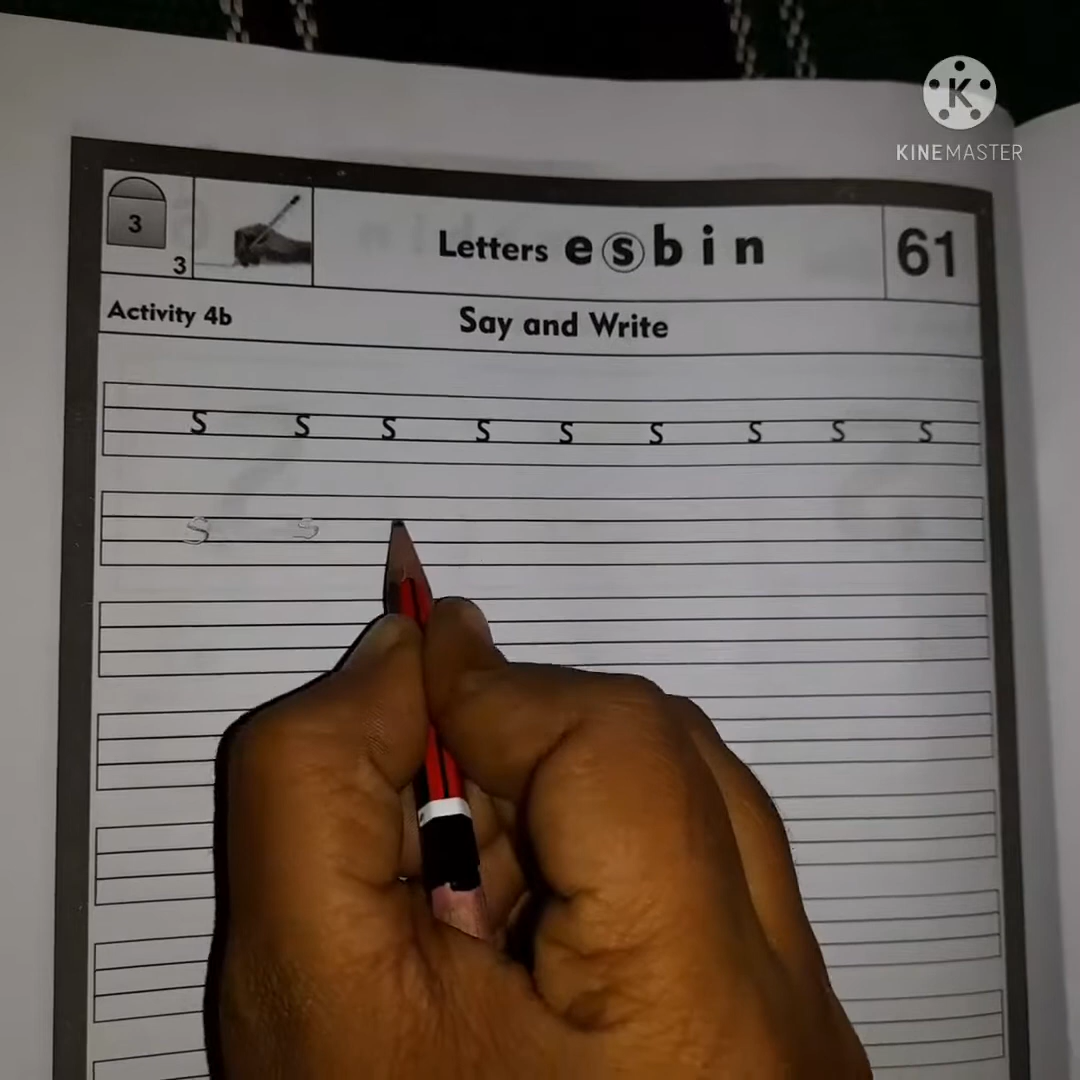 K
KINEMASTER
3
3
Letters e s b i n
61
Activity 4b
Say and Write
s s s s s s s s s
s s